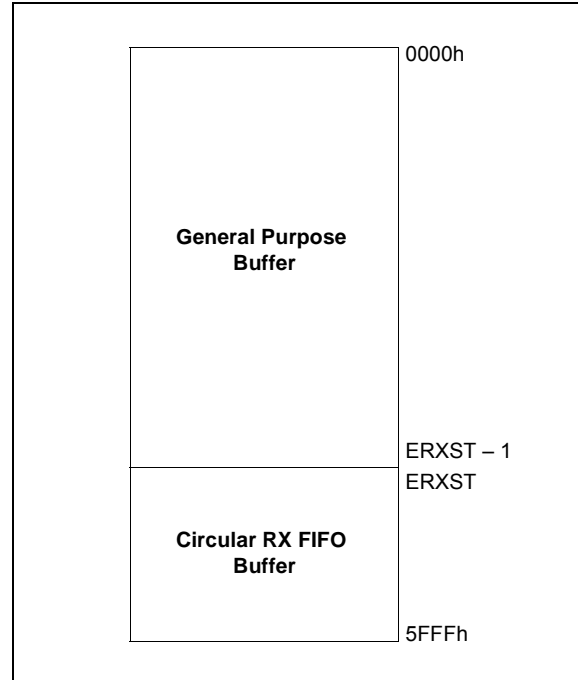 0000h
General Purpose
Buffer
ERXST – 1
ERXST
Circular RX FIFO
Buffer
5FFFh